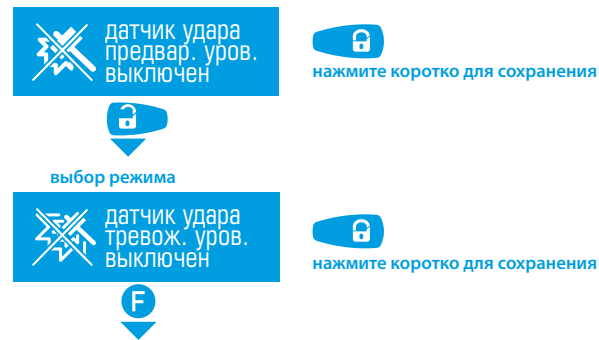 датчик удара
предвар. уров.
выключен
нажмите коротко для сохранения
выбор режима
датчик удара
тревож. уров.
выключен
нажмите коротко для сохранения
F